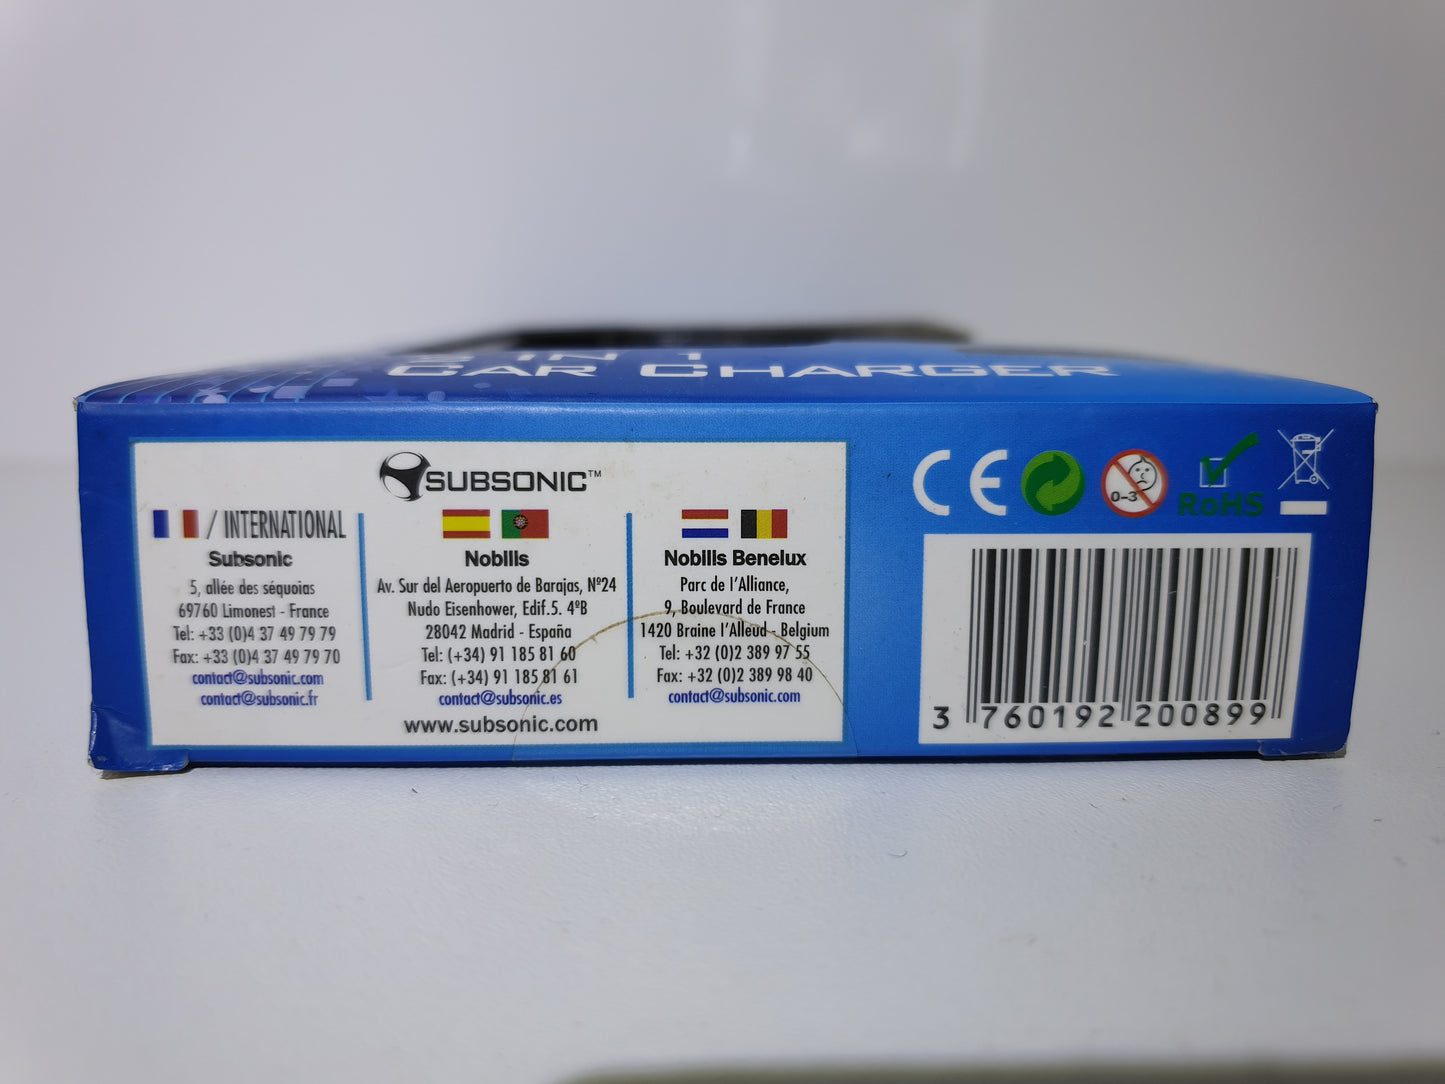 IN 1
CAR CHARGER
SUBSONIC™
/ INTERNATIONAL
Subsonic
5, allée des séquoias
69760 Limonest - France
Tel: +33 (0)4 37 49 79 79
Fax: +33 (0)4 37 49 79 70
contact@subsonic.com
contact@subsonic.fr
Nobilis
Av. Sur del Aeropuerto de Barajas, Nº24
Nudo Eisenhower, Edif.5. 4ºB
28042 Madrid - España
Tel: (+34) 91 185 81 60
Fax: (+34) 91 185 81 61
contact@subsonic.es
Nobilis Benelux
Parc de l'Alliance,
9, Boulevard de France
1420 Braine l'Alleud - Belgium
Tel: +32 (0)2 389 97 55
Fax: +32 (0)2 389 98 40
contact@subsonic.com
www.subsonic.com
CE
0-3
RoHS
3 760192 200899